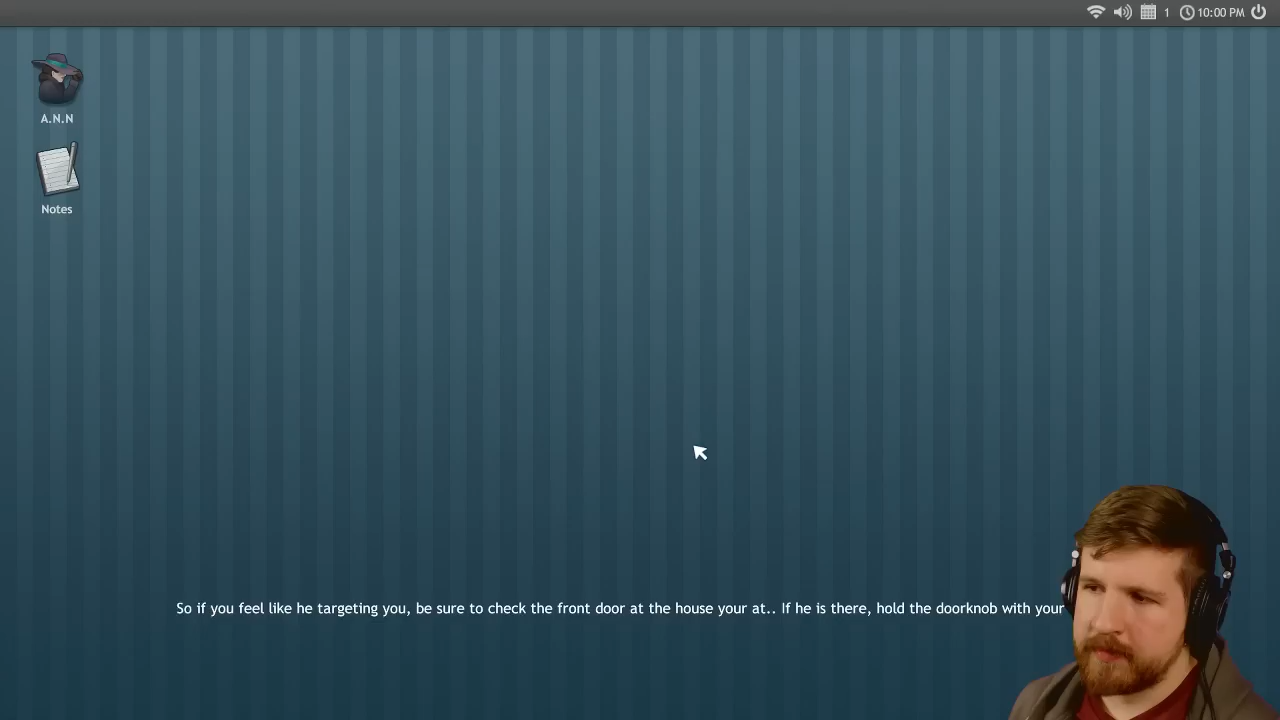 1 10:00 PM
A.N.N
Notes
So if you feel like he targeting you, be sure to check the front door at the house your at.. If he is there, hold the doorknob with your